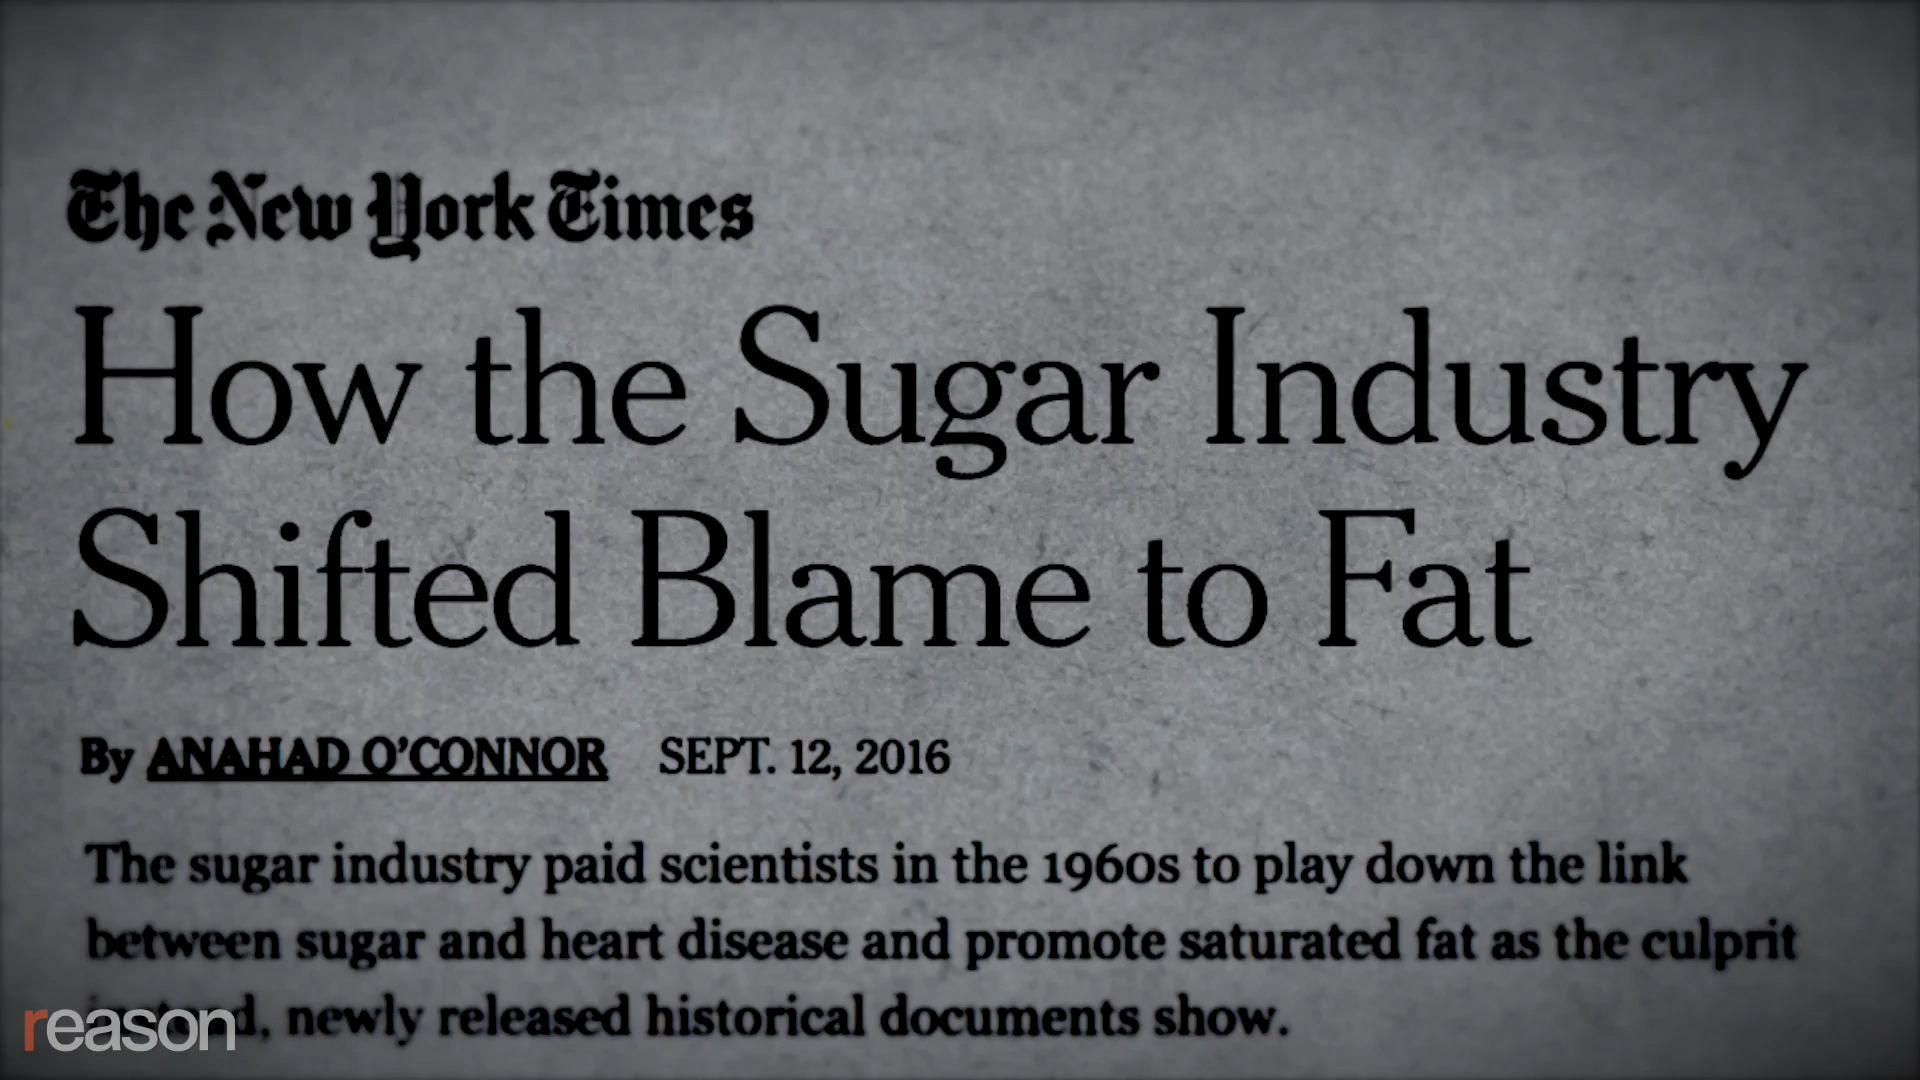 The New York Times
How the Sugar Industry
Shifted Blame to Fat
By ANAHAD O'CONNOR SEPT. 12, 2016
The sugar industry paid scientists in the 1960s to play down the link
between sugar and heart disease and promote saturated fat as the culprit
instead, newly released historical documents show.
reason